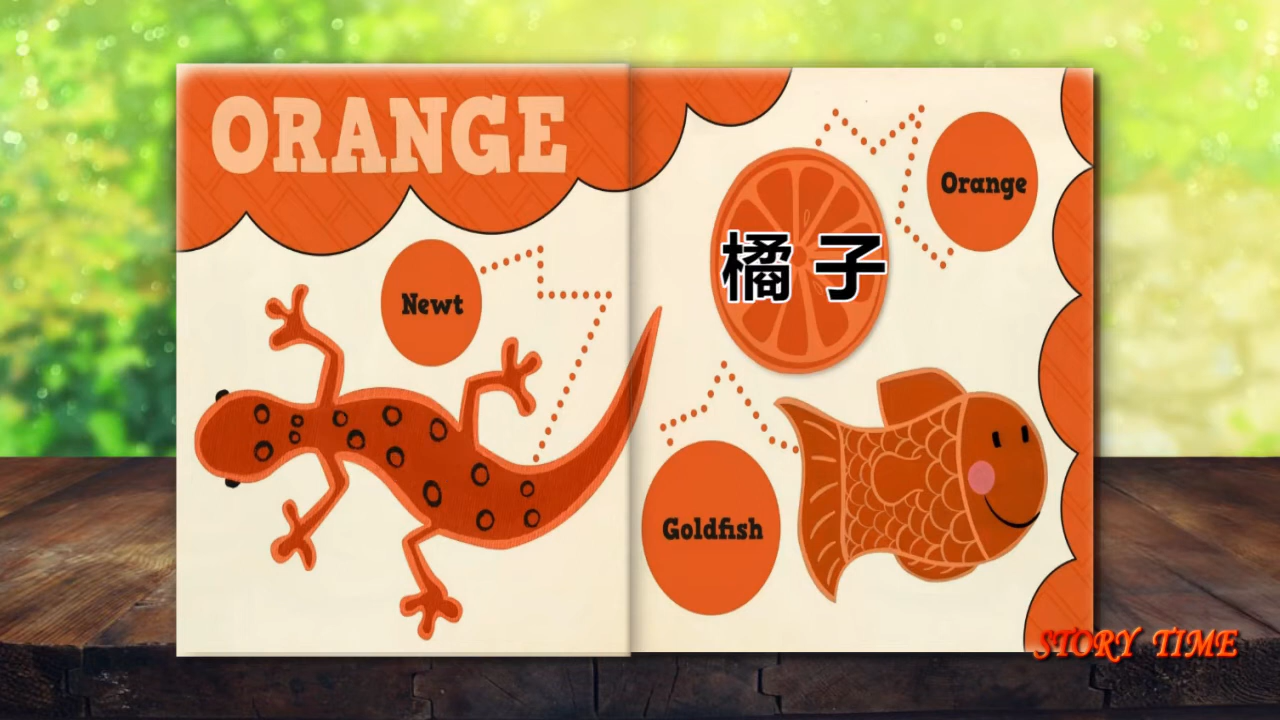 ORANGE
Newt
Orange
橘子
Goldfish
STORY TIME